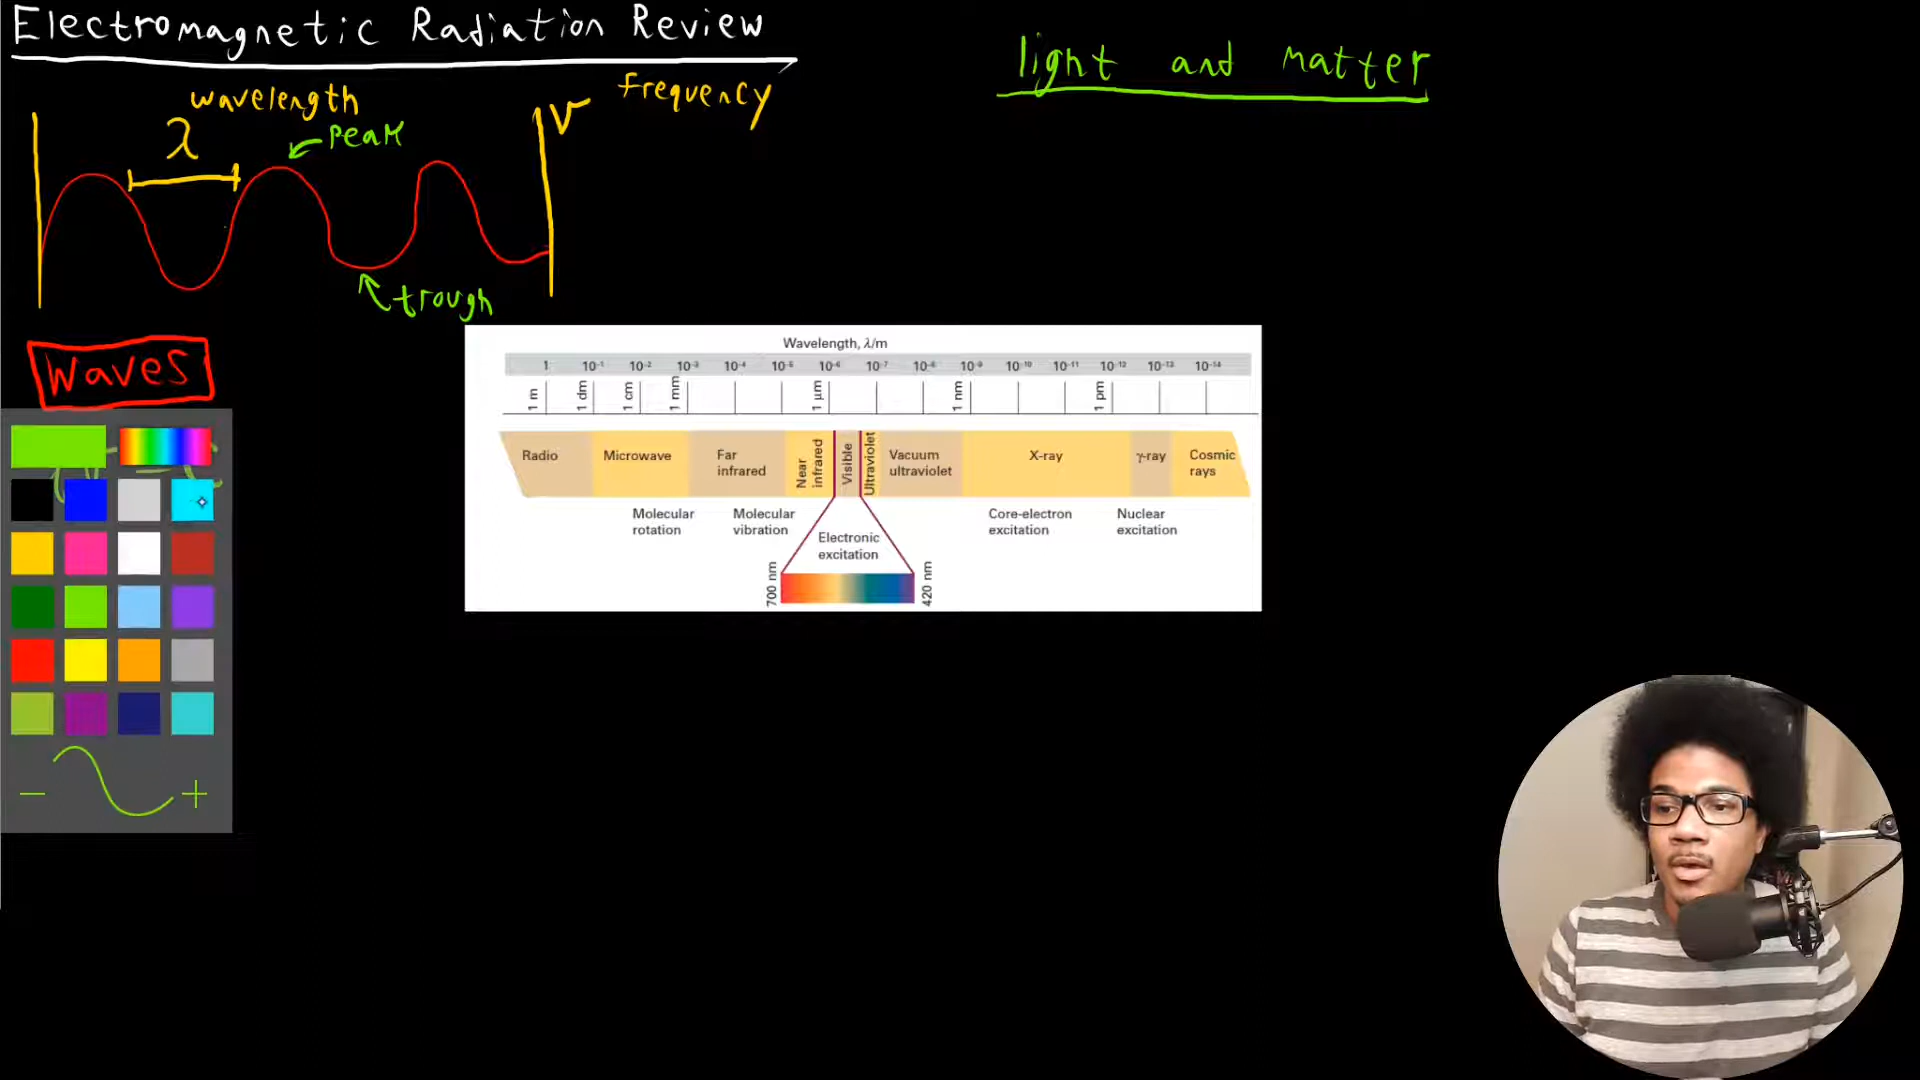 Electromagnetic Radiation Review
light and matter
wavelength
ν frequency
λ
peak
trough
Waves
Wavelength, λ/m
1 10⁻¹ 10⁻² 10⁻³ 10⁻⁴ 10⁻⁵ 10⁻⁶ 10⁻⁷ 10⁻⁸ 10⁻⁹ 10⁻¹⁰ 10⁻¹¹ 10⁻¹² 10⁻¹³ 10⁻¹⁴
1 m 1 dm 1 cm 1 mm 1 μm 1 nm 1 pm
Radio
Microwave
Far
infrared
Near
infrared
Visible
Ultraviolet
Vacuum
ultraviolet
X-ray
γ-ray
Cosmic
rays
Molecular
rotation
Molecular
vibration
Electronic
excitation
Core-electron
excitation
Nuclear
excitation
700 nm
420 nm